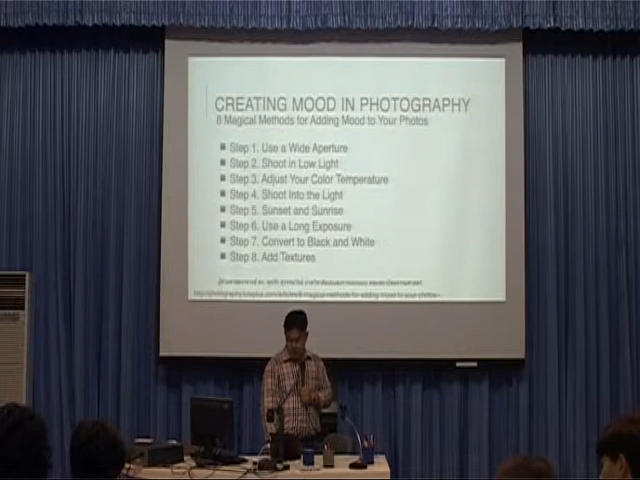 CREATING MOOD IN PHOTOGRAPHY
8 Magical Methods for Adding Mood to Your Photos
Step 1. Use a Wide Aperture
Step 2. Shoot in Low Light
Step 3. Adjust Your Color Temperature
Step 4. Shoot Into the Light
Step 5. Sunset and Sunrise
Step 6. Use a Long Exposure
Step 7. Convert to Black and White
Step 8. Add Textures